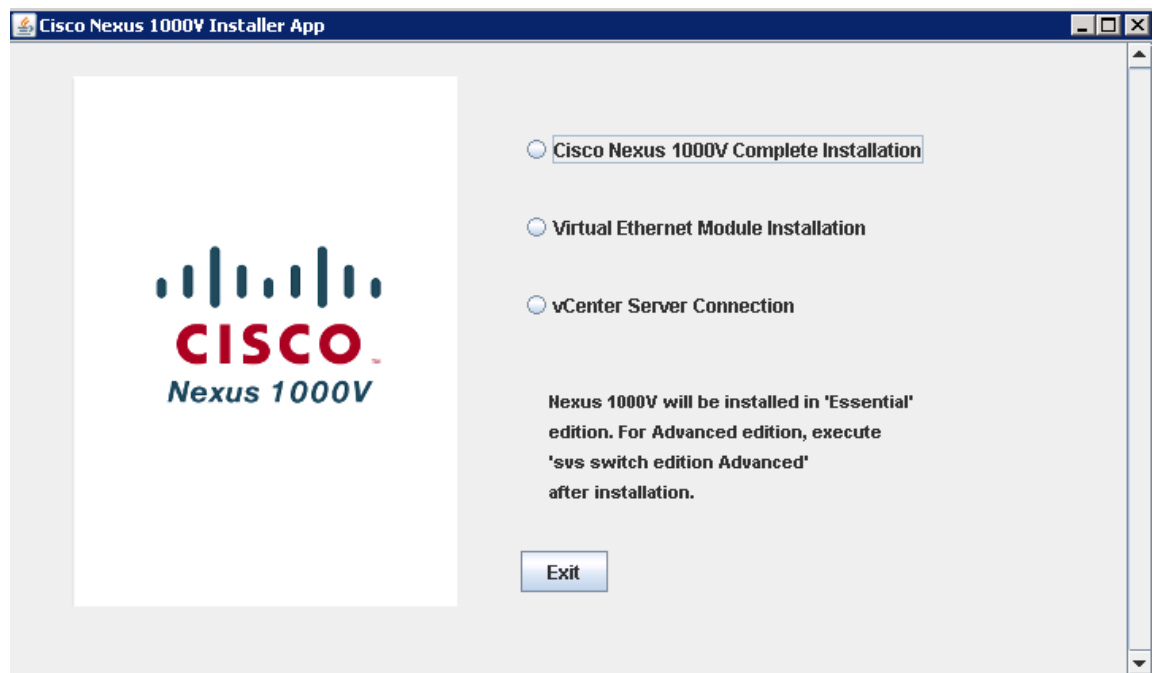 Cisco Nexus 1000V Installer App
Cisco Nexus 1000V Complete Installation
Virtual Ethernet Module Installation
vCenter Server Connection
CISCO™
Nexus 1000V
Nexus 1000V will be installed in 'Essential'
edition. For Advanced edition, execute
'svs switch edition Advanced'
after installation.
Exit